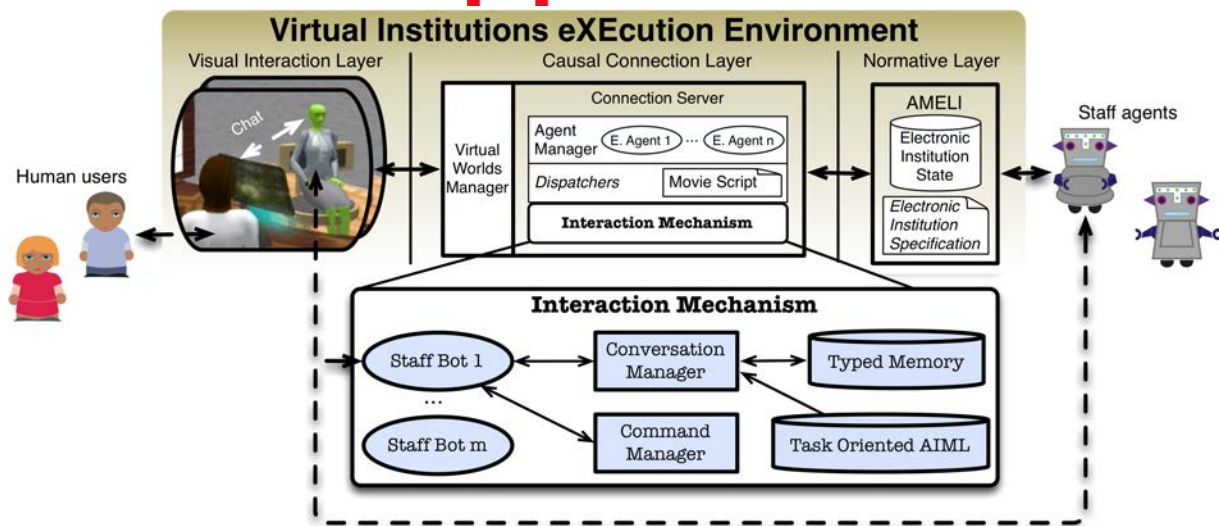 Virtual Institutions eXEcution Environment
Visual Interaction Layer
Causal Connection Layer
Normative Layer
Chat
Virtual
Worlds
Manager
Connection Server
Agent
Manager
E. Agent 1
...
E. Agent n
Dispatchers
Movie Script
Interaction Mechanism
AMELI
Electronic
Institution
State
Electronic
Institution
Specification
Human users
Staff agents
Interaction Mechanism
Staff Bot 1
...
Staff Bot m
Conversation
Manager
Command
Manager
Typed Memory
Task Oriented AIML